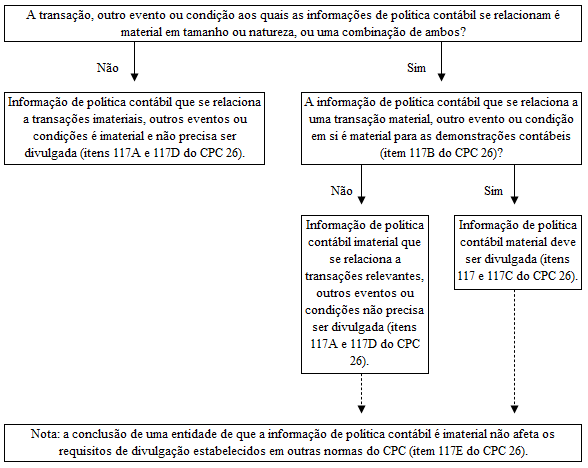 A transação, outro evento ou condição aos quais as informações de política contábil se relacionam é
material em tamanho ou natureza, ou uma combinação de ambos?
Não
Sim
Informação de política contábil que se relaciona
a transações imateriais, outros eventos ou
condições é imaterial e não precisa ser
divulgada (itens 117A e 117D do CPC 26).
A informação de política contábil que se relaciona a
uma transação material, outro evento ou condição
em si é material para as demonstrações contábeis
(item 117B do CPC 26)?
Não
Sim
Informação de política
contábil imaterial que
se relaciona a
transações relevantes,
outros eventos ou
condições não precisa
ser divulgada (itens
117A e 117D do CPC
26).
Informação de política
contábil material deve
ser divulgada (itens
117 e 117C do CPC 26).
Nota: a conclusão de uma entidade de que a informação de política contábil é imaterial não afeta os
requisitos de divulgação estabelecidos em outras normas do CPC (item 117E do CPC 26).